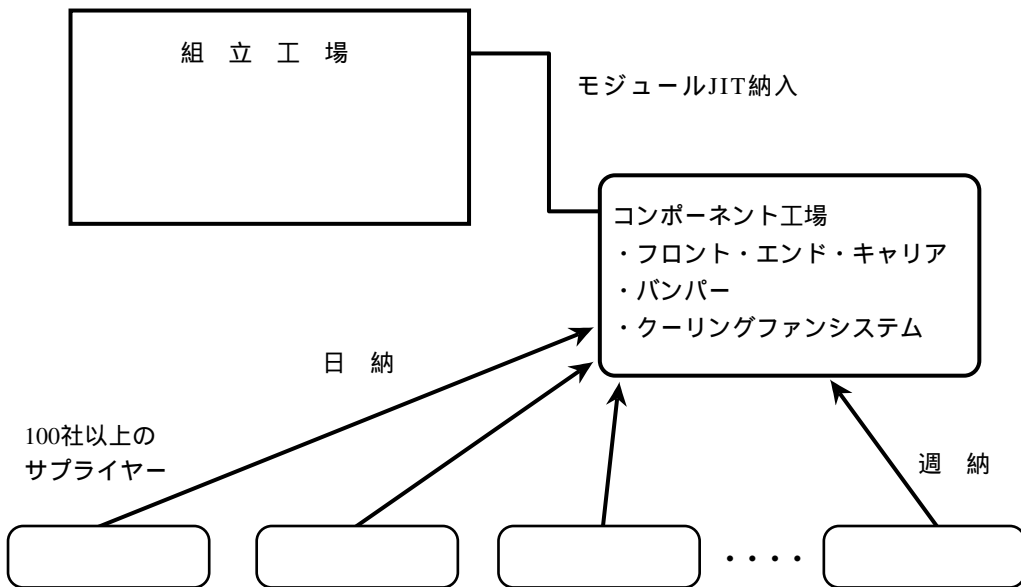 組 立 工 場
モジュールJIT納入
コンポーネント工場
・フロント・エンド・キャリア
・バンパー
・クーリングファンシステム
日 納
100社以上の
サプライヤー
週 納
・・・・